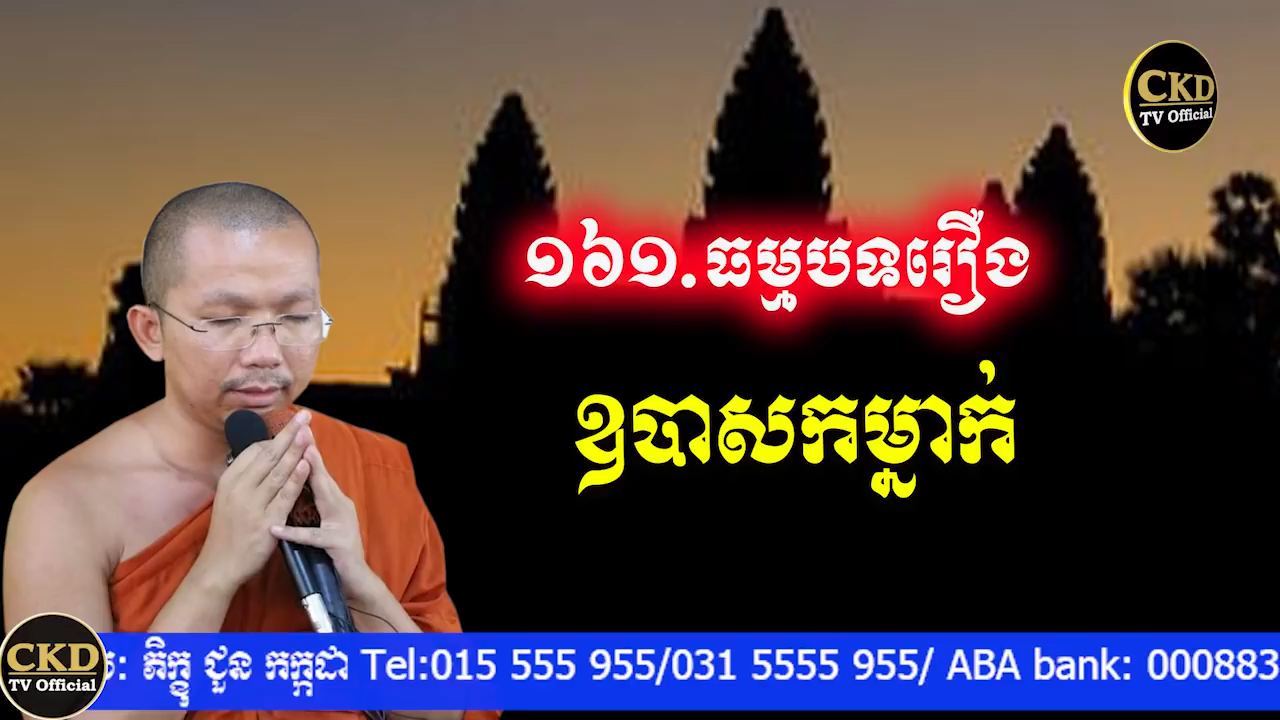 CKD
TV Official
១៦១.ធម្មបទរឿង
ឧបាសកម្នាក់
CKD
TV Official
ៈ ភិក្ខុ ជួន កក្កដា Tel:015 555 955/031 5555 955/ ABA bank: 000883